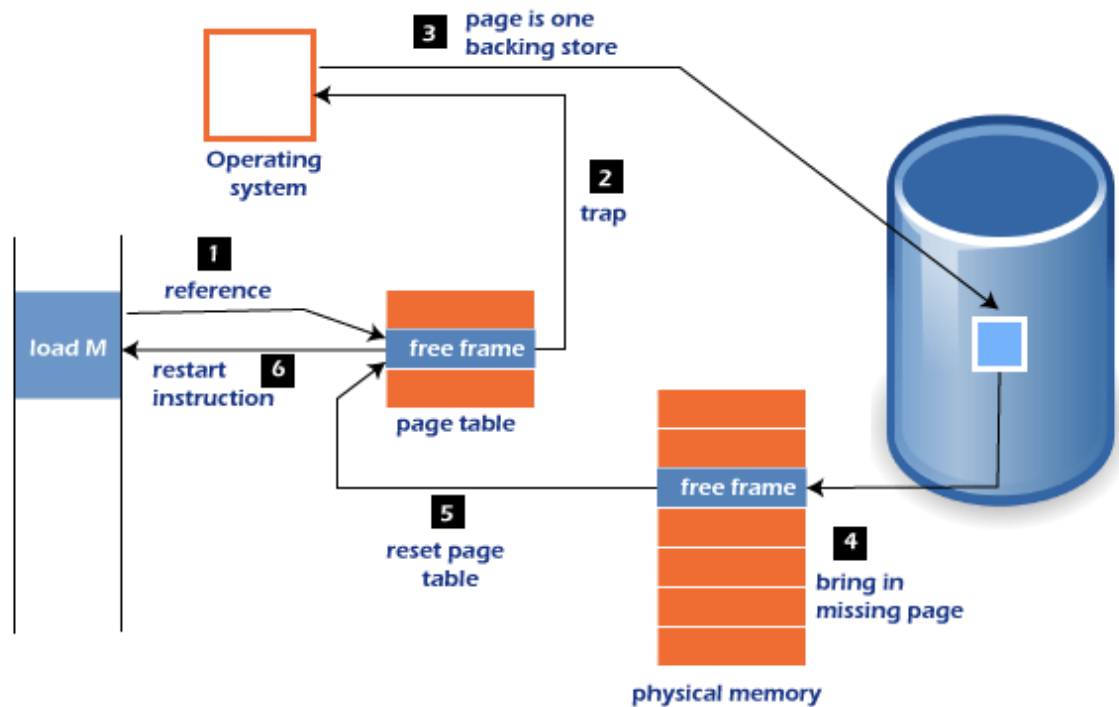 3
page is one
backing store
Operating
system
2
trap
1
reference
load M
free frame
6
restart
instruction
page table
free frame
5
reset page
table
4
bring in
missing page
physical memory